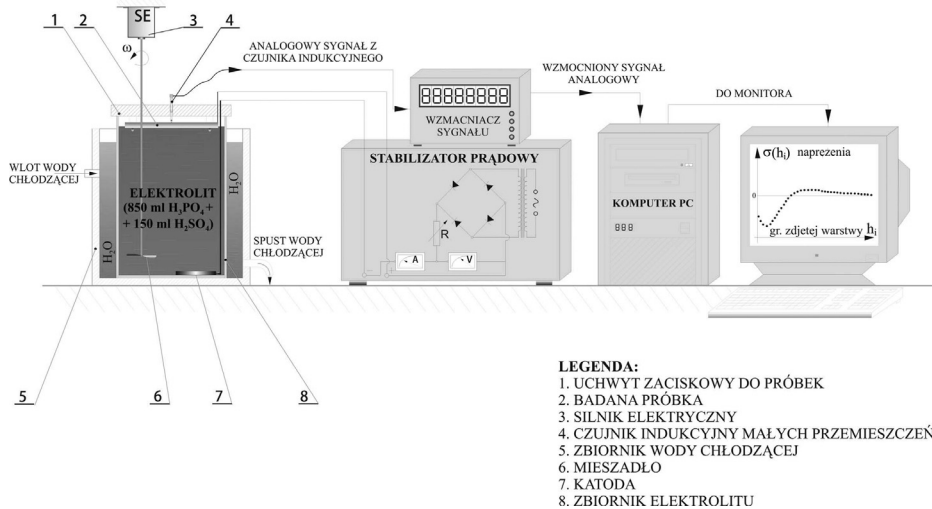 SE
1
2
3
4
ω
ANALOGOWY SYGNAŁ Z
CZUJNIKA INDUKCYJNEGO
WZMACNIACZ
SYGNAŁU
WZMOCNIONY SYGNAŁ
ANALOGOWY
DO MONITORA
WLOT WODY
CHŁODZĄCEJ
H₂O
ELEKTROLIT
(850 ml H₃PO₄ +
+ 150 ml H₂SO₄)
H₂O
SPUST WODY
CHŁODZĄCEJ
STABILIZATOR PRĄDOWY
R
A
V
KOMPUTER PC
σ(hᵢ) naprezenia
0
gr. zdjetej warstwy hᵢ
5
6
7
8
LEGENDA:
1. UCHWYT ZACISKOWY DO PRÓBEK
2. BADANA PRÓBKA
3. SILNIK ELEKTRYCZNY
4. CZUJNIK INDUKCYJNY MAŁYCH PRZEMIESZCZEŃ
5. ZBIORNIK WODY CHŁODZĄCEJ
6. MIESZADŁO
7. KATODA
8. ZBIORNIK ELEKTROLITU